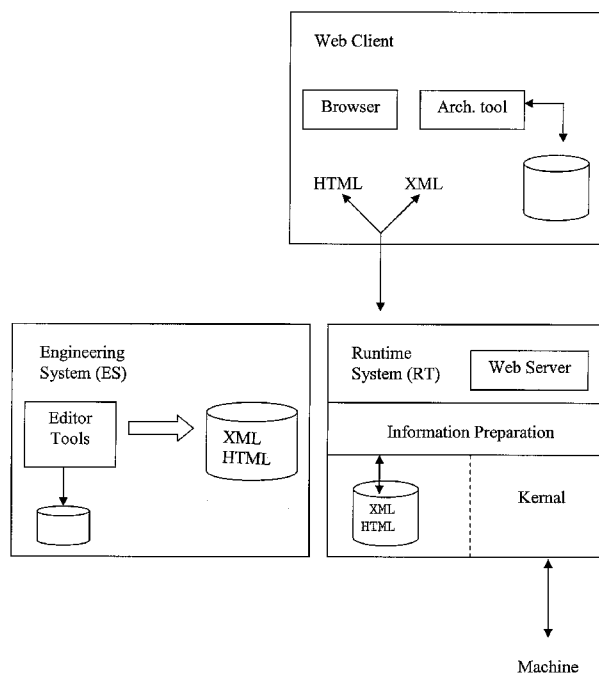 Web Client
Browser
Arch. tool
HTML
XML
Engineering
System (ES)
Editor
Tools
XML
HTML
Runtime
System (RT)
Web Server
Information Preparation
XML
HTML
Kernal
Machine